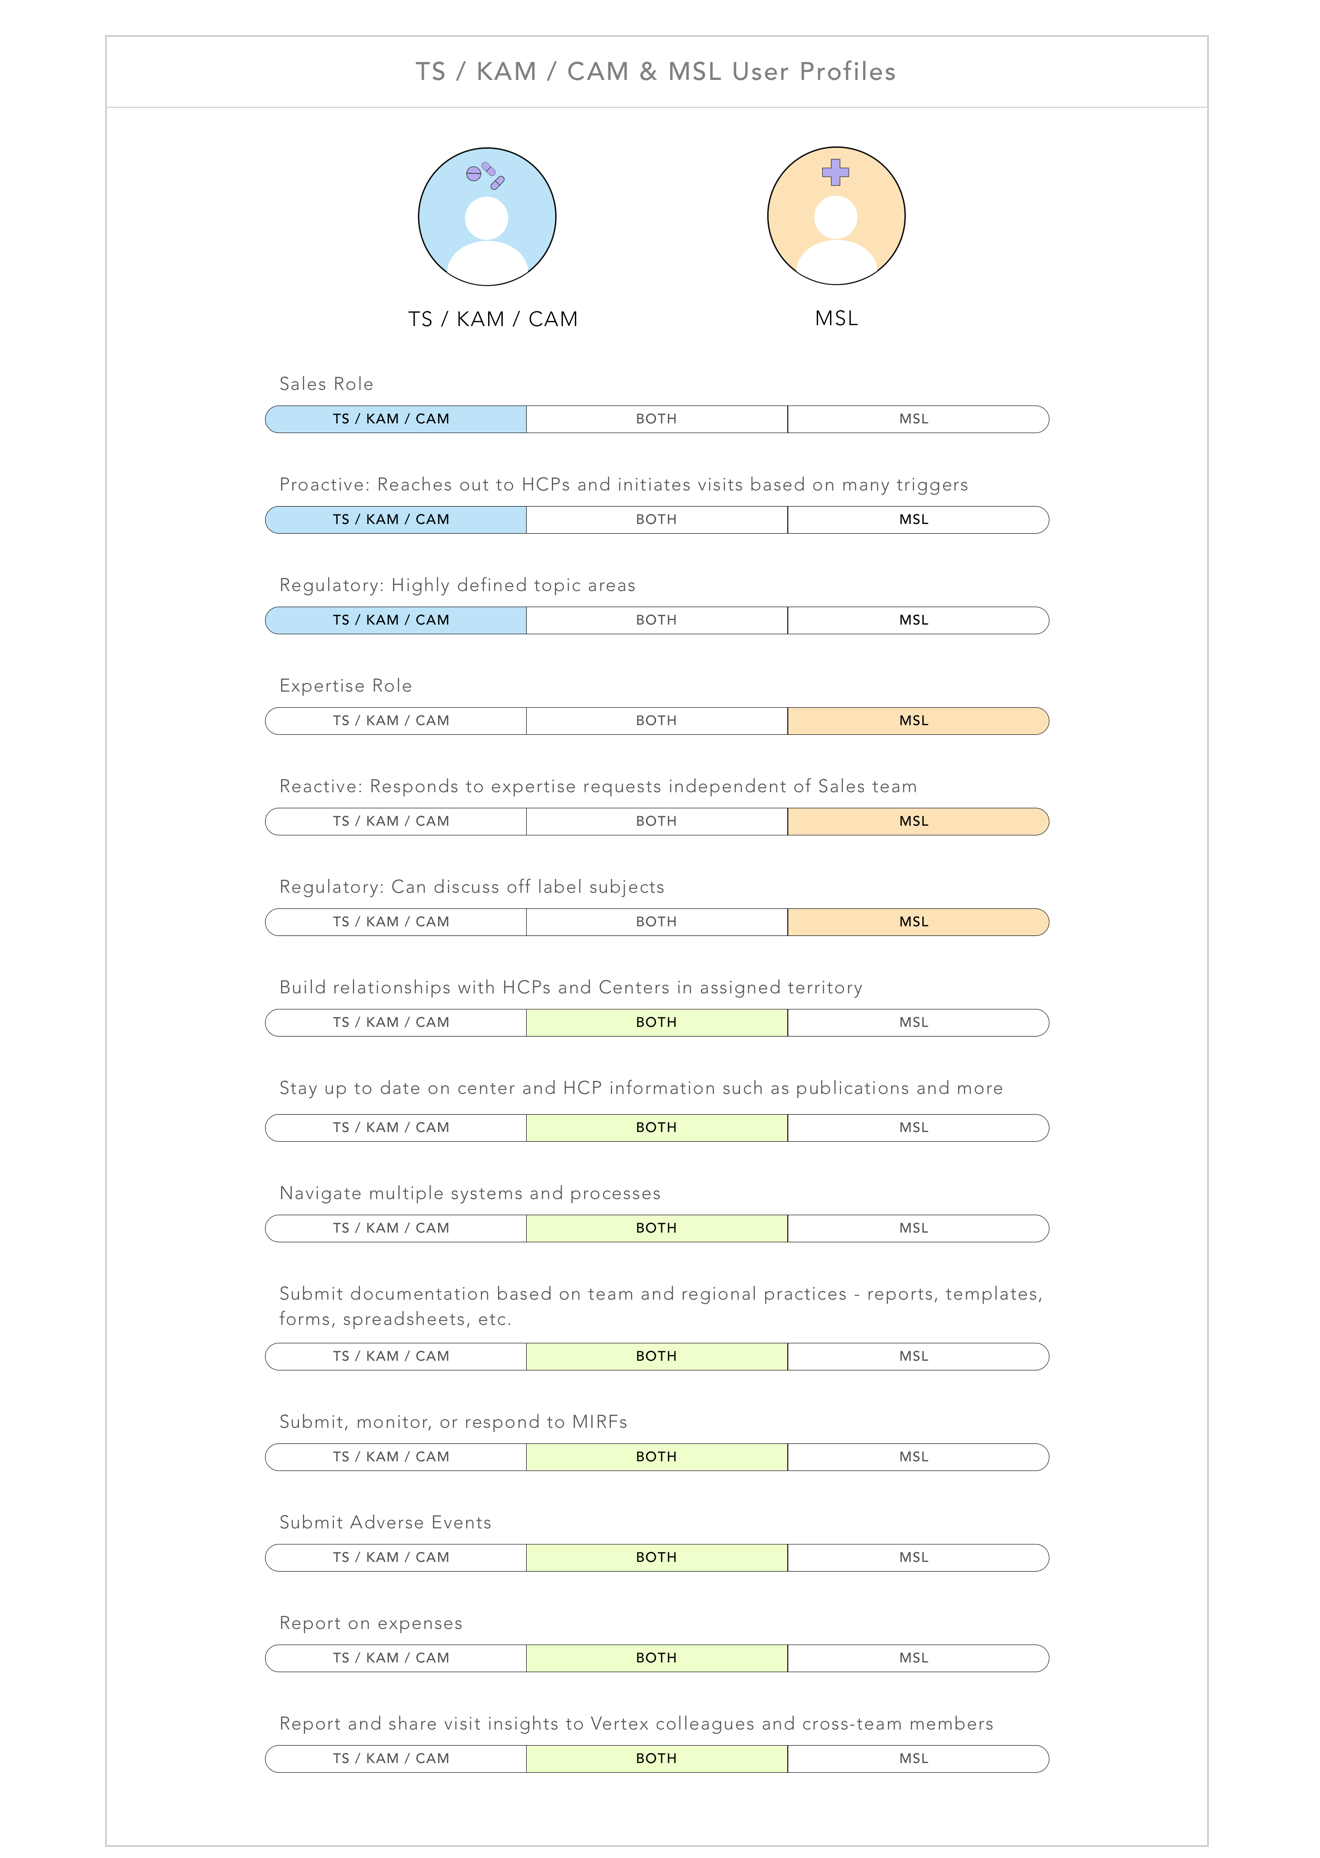 TS / KAM / CAM & MSL User Profiles
TS / KAM / CAM
MSL
Sales Role
TS / KAM / CAM BOTH MSL
Proactive: Reaches out to HCPs and initiates visits based on many triggers
TS / KAM / CAM BOTH MSL
Regulatory: Highly defined topic areas
TS / KAM / CAM BOTH MSL
Expertise Role
TS / KAM / CAM BOTH MSL
Reactive: Responds to expertise requests independent of Sales team
TS / KAM / CAM BOTH MSL
Regulatory: Can discuss off label subjects
TS / KAM / CAM BOTH MSL
Build relationships with HCPs and Centers in assigned territory
TS / KAM / CAM BOTH MSL
Stay up to date on center and HCP information such as publications and more
TS / KAM / CAM BOTH MSL
Navigate multiple systems and processes
TS / KAM / CAM BOTH MSL
Submit documentation based on team and regional practices - reports, templates,
forms, spreadsheets, etc.
TS / KAM / CAM BOTH MSL
Submit, monitor, or respond to MIRFs
TS / KAM / CAM BOTH MSL
Submit Adverse Events
TS / KAM / CAM BOTH MSL
Report on expenses
TS / KAM / CAM BOTH MSL
Report and share visit insights to Vertex colleagues and cross-team members
TS / KAM / CAM BOTH MSL